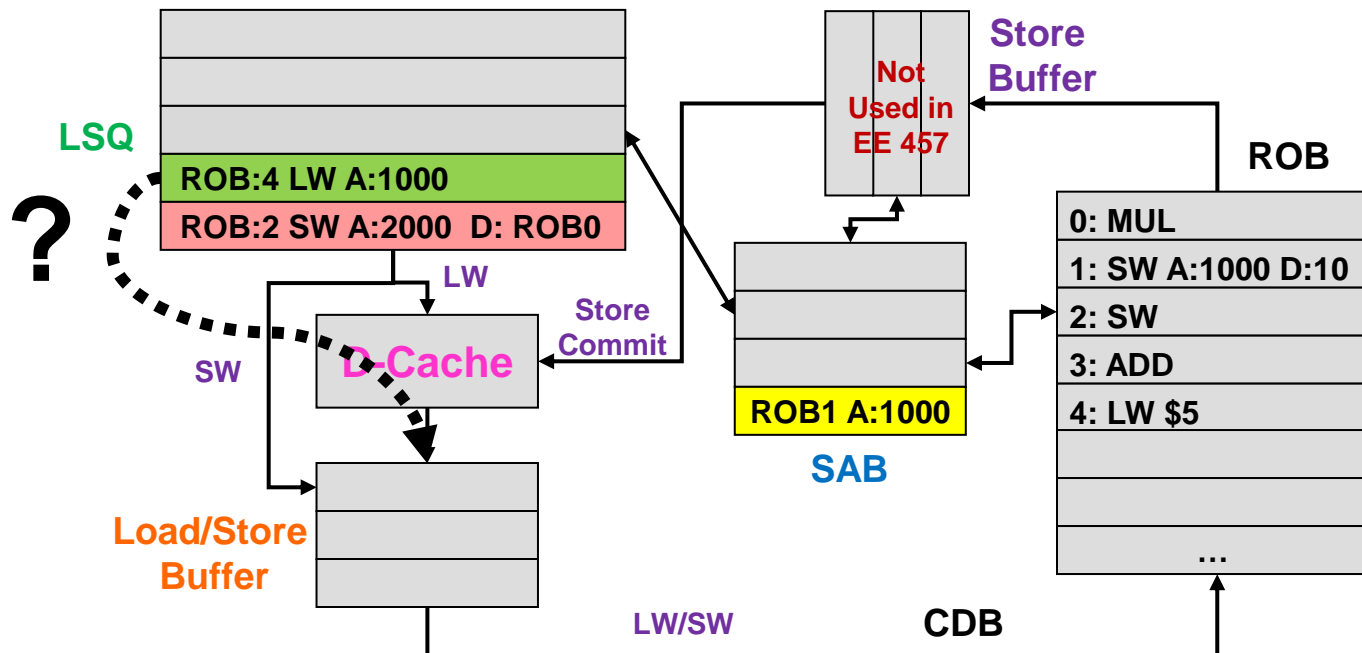 LSQ
?
ROB:4 LW A:1000
ROB:2 SW A:2000 D: ROB0
LW
SW
D-Cache
Store
Commit
Load/Store
Buffer
Not
Used in
EE 457
Store
Buffer
ROB1 A:1000
SAB
ROB
0: MUL
1: SW A:1000 D:10
2: SW
3: ADD
4: LW $5
...
LW/SW
CDB